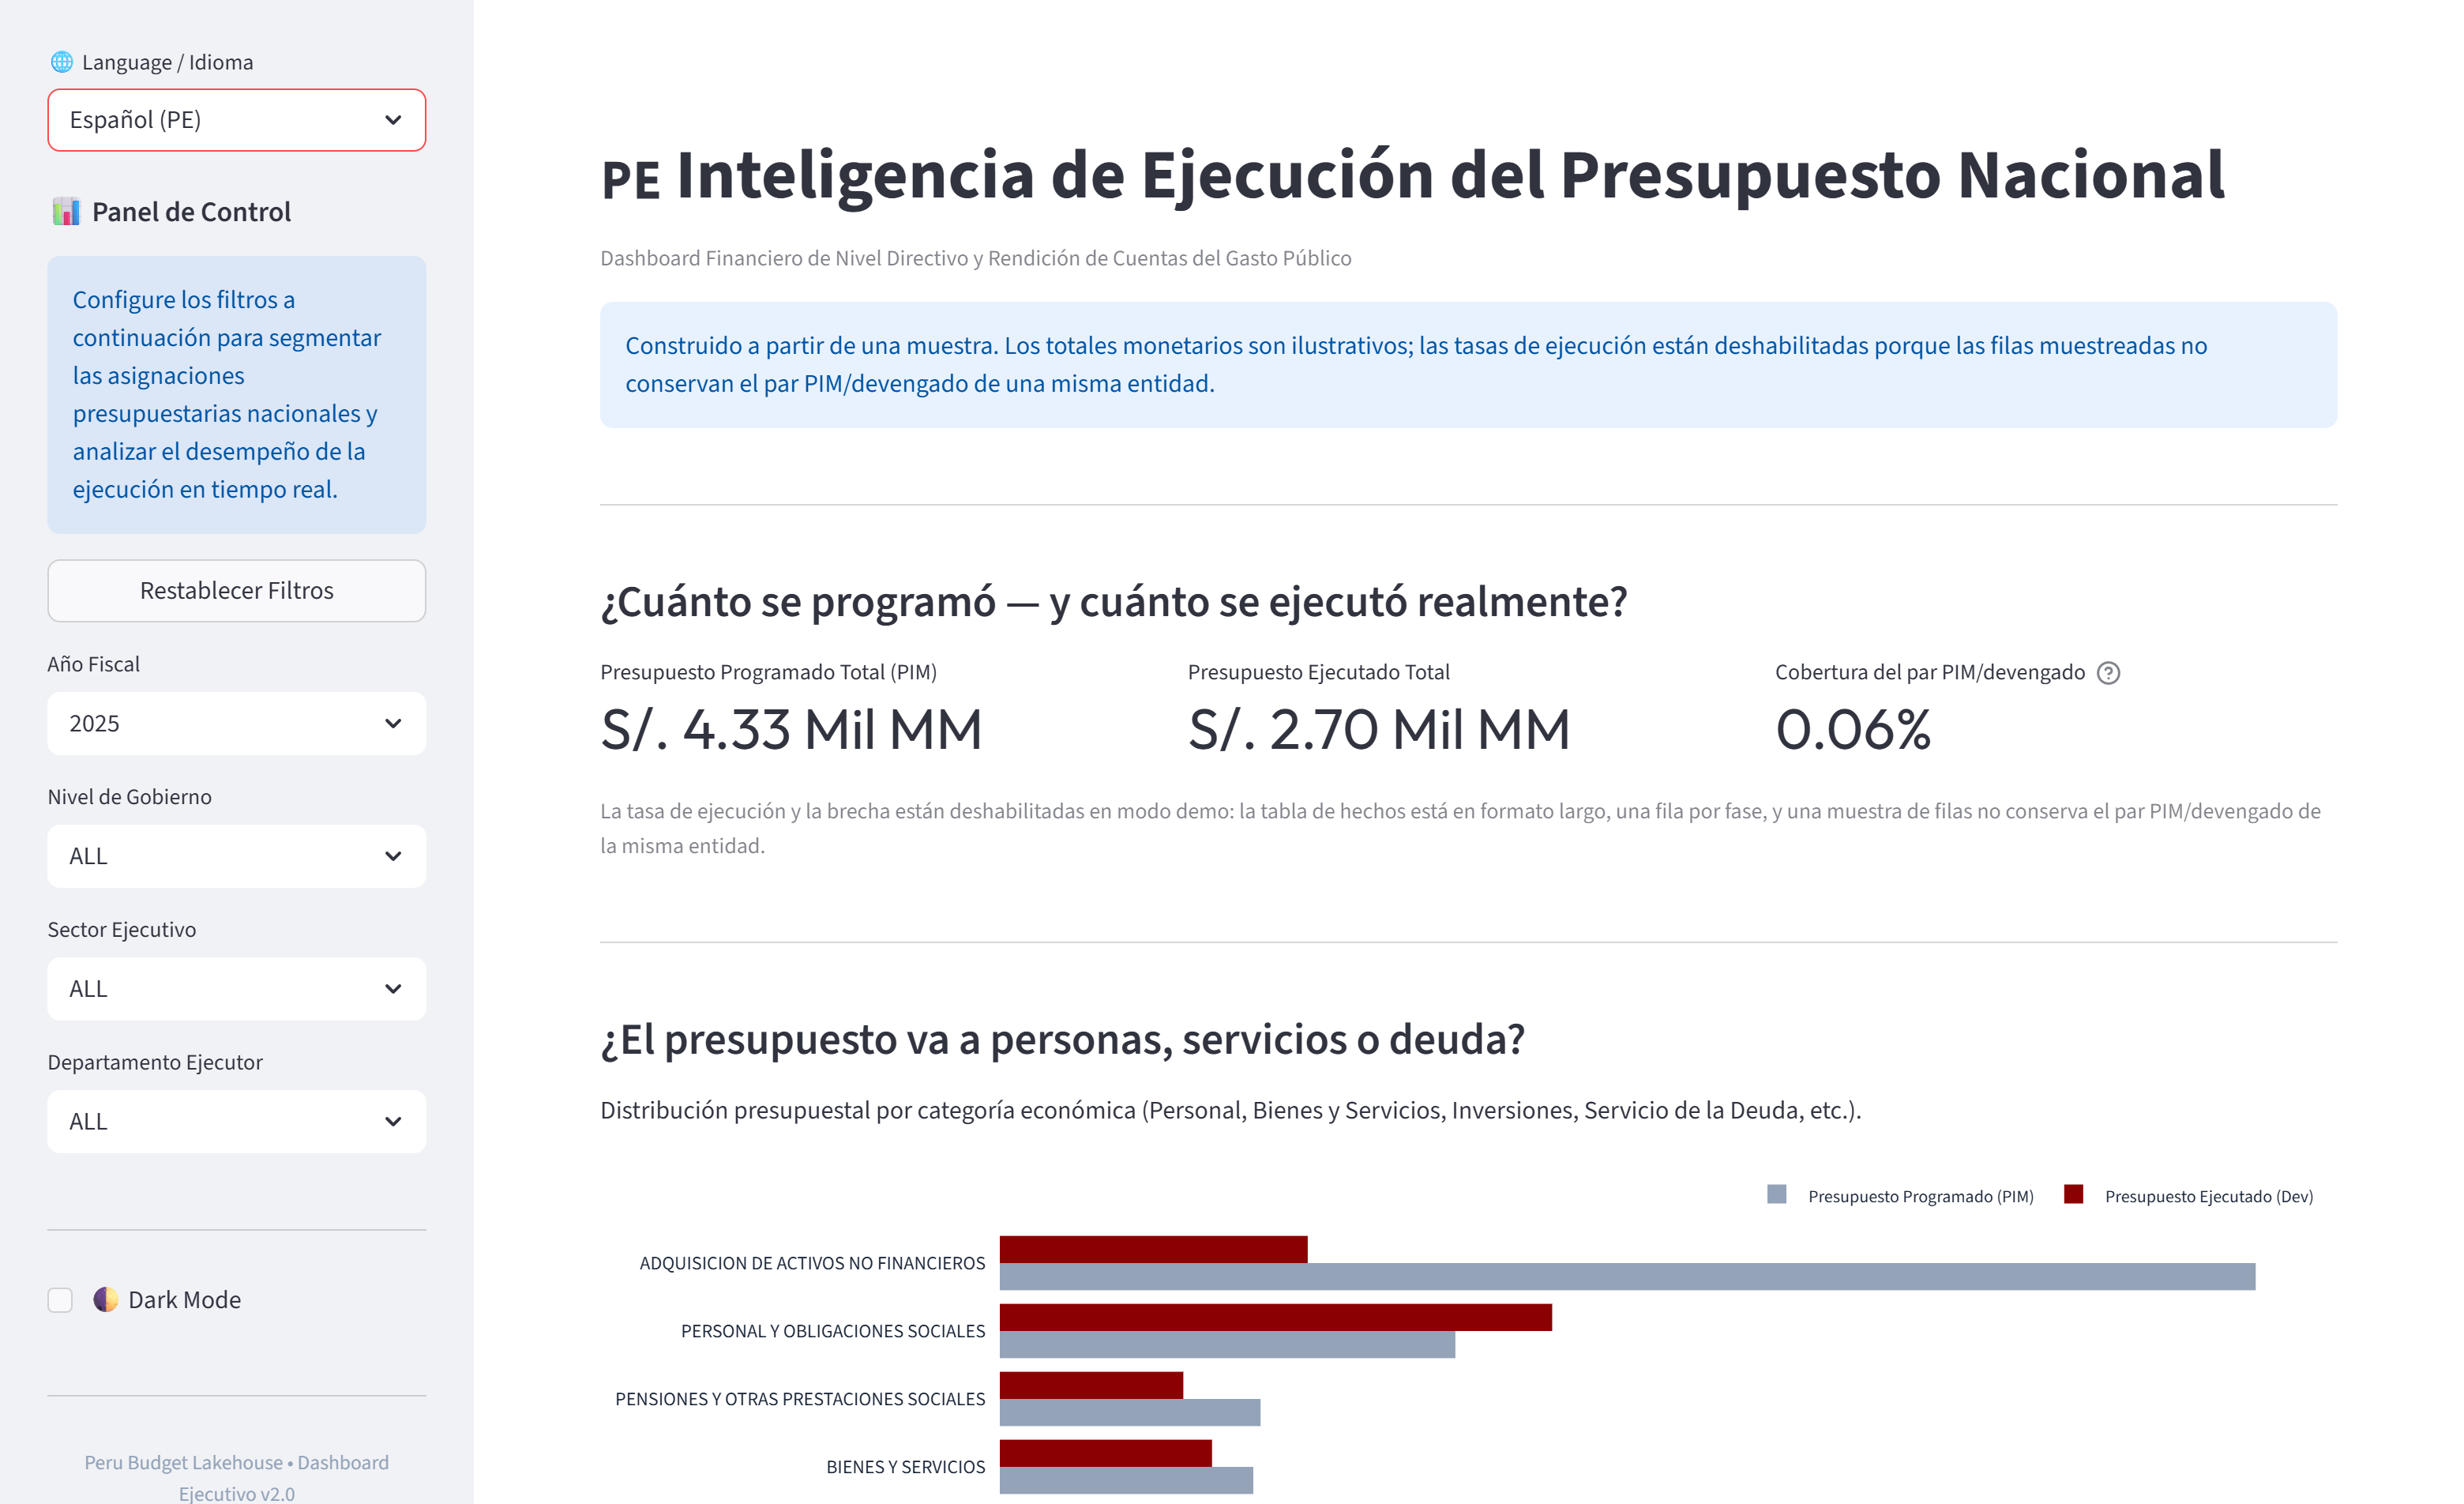 🌐 Language / Idioma
Español (PE)
📊 Panel de Control
Configure los filtros a
continuación para segmentar
las asignaciones
presupuestarias nacionales y
analizar el desempeño de la
ejecución en tiempo real.
Restablecer Filtros
Año Fiscal
2025
Nivel de Gobierno
ALL
Sector Ejecutivo
ALL
Departamento Ejecutor
ALL
🌗 Dark Mode
Peru Budget Lakehouse • Dashboard
Ejecutivo v2.0
PE Inteligencia de Ejecución del Presupuesto Nacional
Dashboard Financiero de Nivel Directivo y Rendición de Cuentas del Gasto Público
Construido a partir de una muestra. Los totales monetarios son ilustrativos; las tasas de ejecución están deshabilitadas porque las filas muestreadas no
conservan el par PIM/devengado de una misma entidad.
¿Cuánto se programó — y cuánto se ejecutó realmente?
Presupuesto Programado Total (PIM)
S/. 4.33 Mil MM
Presupuesto Ejecutado Total
S/. 2.70 Mil MM
Cobertura del par PIM/devengado ?
0.06%
La tasa de ejecución y la brecha están deshabilitadas en modo demo: la tabla de hechos está en formato largo, una fila por fase, y una muestra de filas no conserva el par PIM/devengado de
la misma entidad.
¿El presupuesto va a personas, servicios o deuda?
Distribución presupuestal por categoría económica (Personal, Bienes y Servicios, Inversiones, Servicio de la Deuda, etc.).
Presupuesto Programado (PIM)
Presupuesto Ejecutado (Dev)
ADQUISICION DE ACTIVOS NO FINANCIEROS
PERSONAL Y OBLIGACIONES SOCIALES
PENSIONES Y OTRAS PRESTACIONES SOCIALES
BIENES Y SERVICIOS